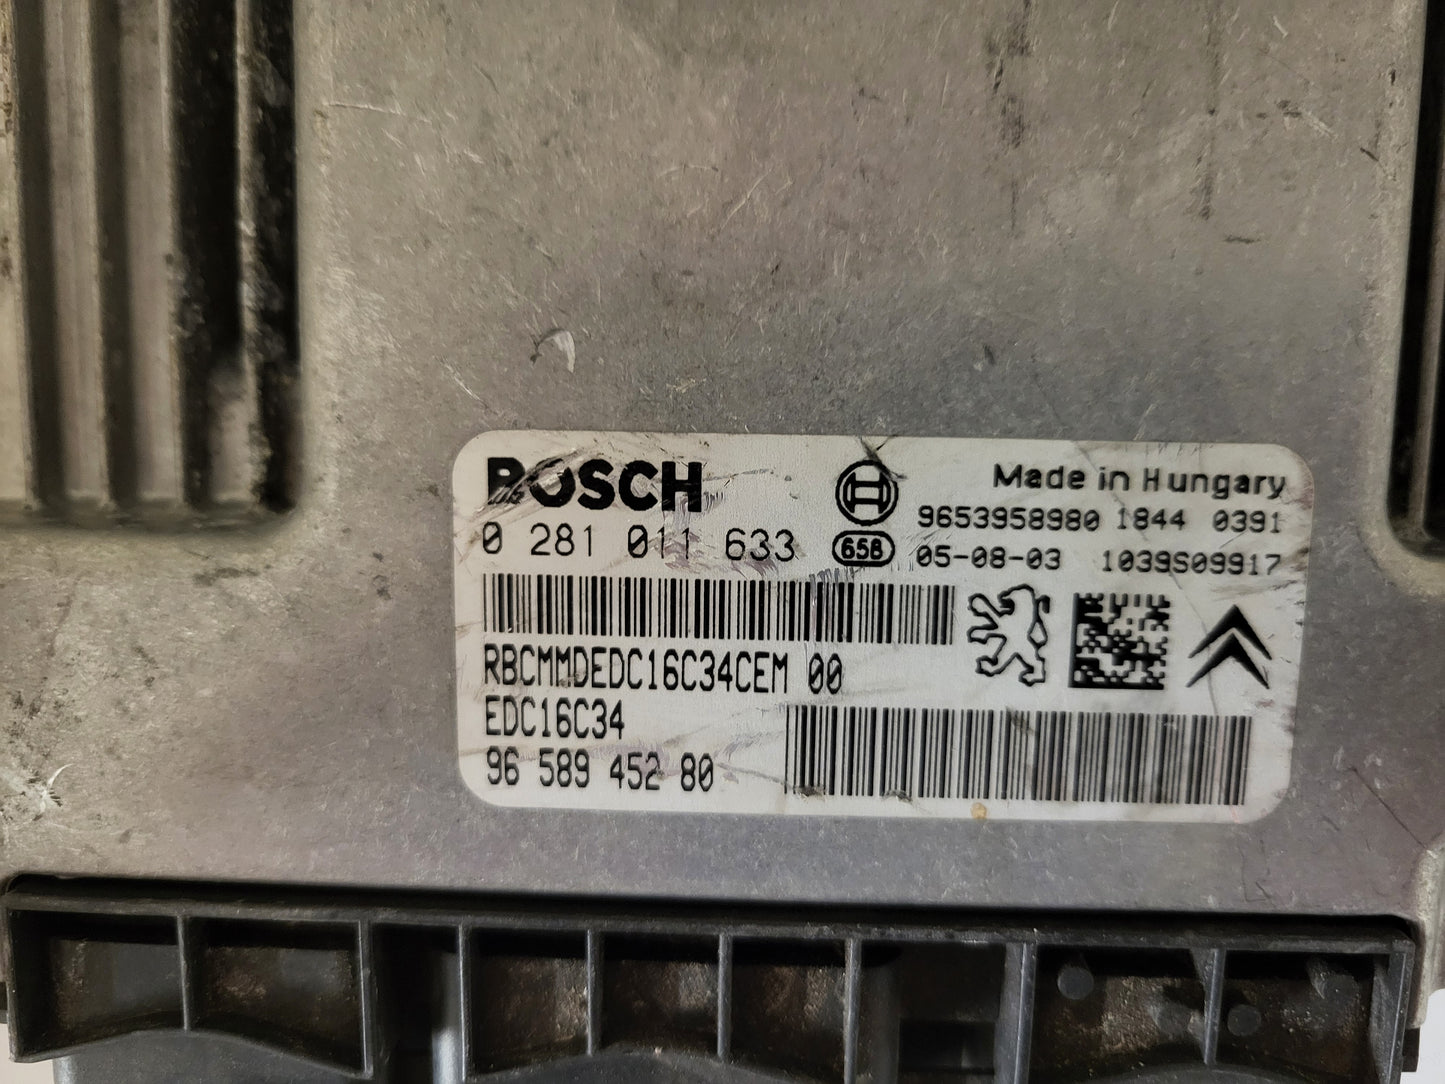 BOSCH
0 281 011 633
658
Made in Hungary
9653958980 1844 0391
05-08-03 1039S09917
RBCMMDEDC16C34CEM 00
EDC16C34
96 589 452 80